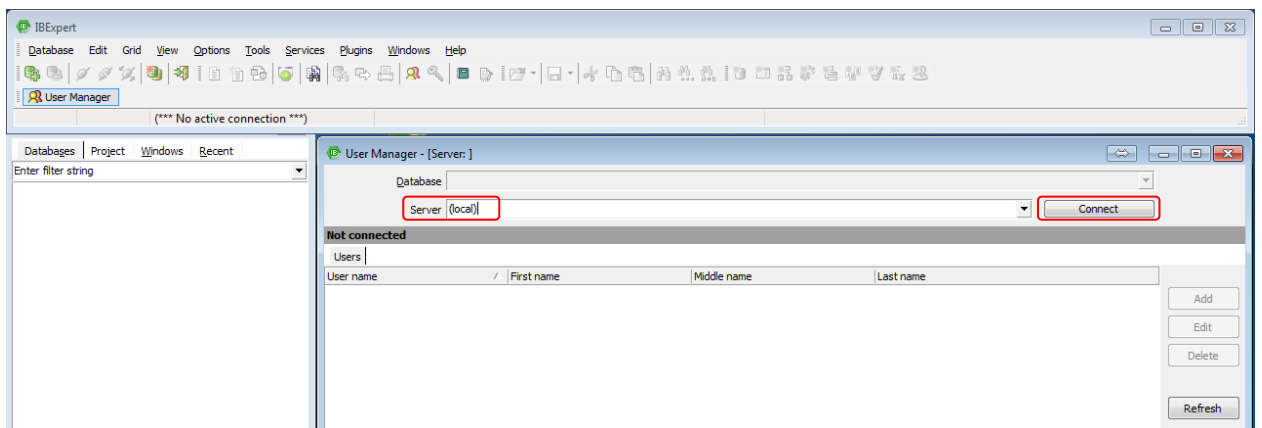 IBExpert
Database Edit Grid View Options Tools Services Plugins Windows Help
User Manager
(*** No active connection ***)
Databases Project Windows Recent
Enter filter string
User Manager - [Server: ]
Database
Server (local)
Connect
Not connected
Users
User name / First name Middle name Last name
Add
Edit
Delete
Refresh